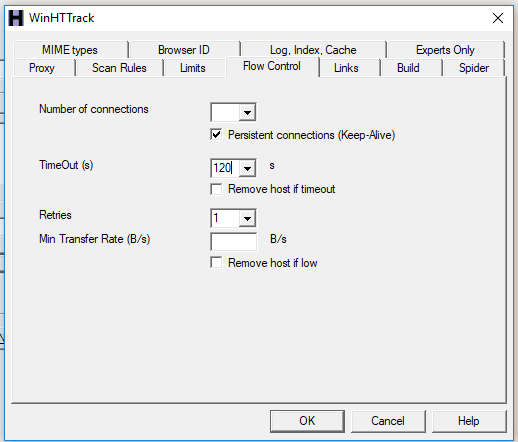 WinHTTrack
MIME types Browser ID Log, Index, Cache Experts Only
Proxy Scan Rules Limits Flow Control Links Build Spider
Number of connections
Persistent connections (Keep-Alive)
TimeOut (s) 120 s
Remove host if timeout
Retries 1
Min Transfer Rate (B/s) B/s
Remove host if low
OK Cancel Help